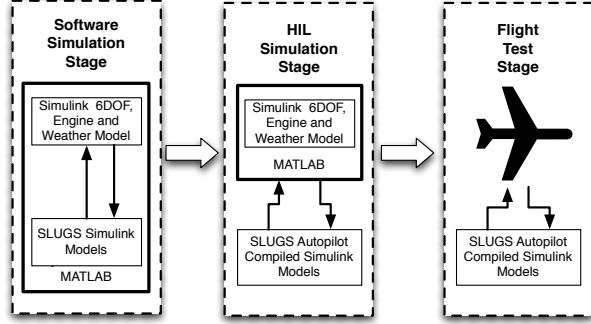 Software
Simulation
Stage
Simulink 6DOF,
Engine and
Weather Model
SLUGS Simulink
Models
MATLAB
HIL
Simulation
Stage
Simulink 6DOF,
Engine and
Weather Model
MATLAB
SLUGS Autopilot
Compiled Simulink
Models
Flight
Test
Stage
SLUGS Autopilot
Compiled Simulink
Models